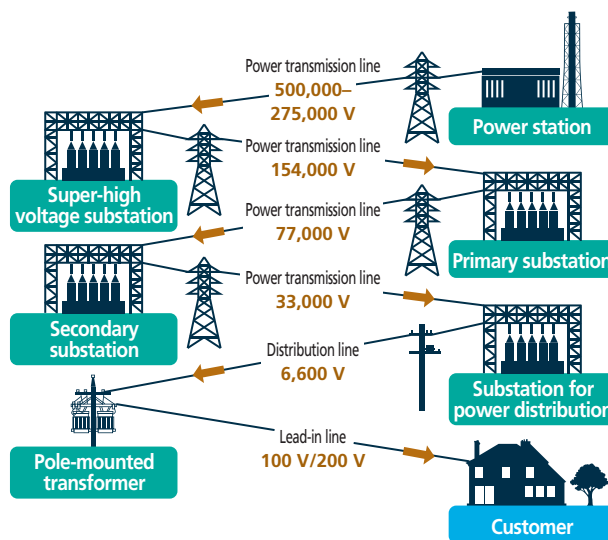 Power transmission line
500,000–
275,000 V
Power station
Super-high
voltage substation
Power transmission line
154,000 V
Primary substation
Power transmission line
77,000 V
Secondary
substation
Power transmission line
33,000 V
Substation for
power distribution
Distribution line
6,600 V
Pole-mounted
transformer
Lead-in line
100 V/200 V
Customer